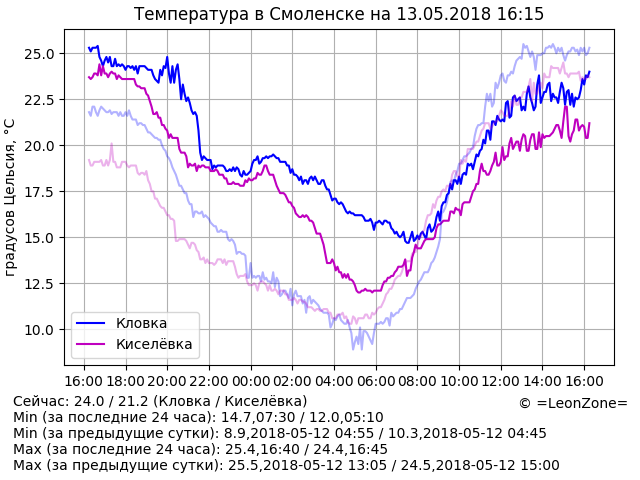 Температура в Смоленске на 13.05.2018 16:15
градусов Цельсия, °C
25.0
22.5
20.0
17.5
15.0
12.5
10.0
Кловка
Киселёвка
16:00 18:00 20:00 22:00 00:00 02:00 04:00 06:00 08:00 10:00 12:00 14:00 16:00
Сейчас: 24.0 / 21.2 (Кловка / Киселёвка)
© =LeonZone=
Min (за последние 24 часа): 14.7,07:30 / 12.0,05:10
Min (за предыдущие сутки): 8.9,2018-05-12 04:55 / 10.3,2018-05-12 04:45
Max (за последние 24 часа): 25.4,16:40 / 24.4,16:45
Max (за предыдущие сутки): 25.5,2018-05-12 13:05 / 24.5,2018-05-12 15:00